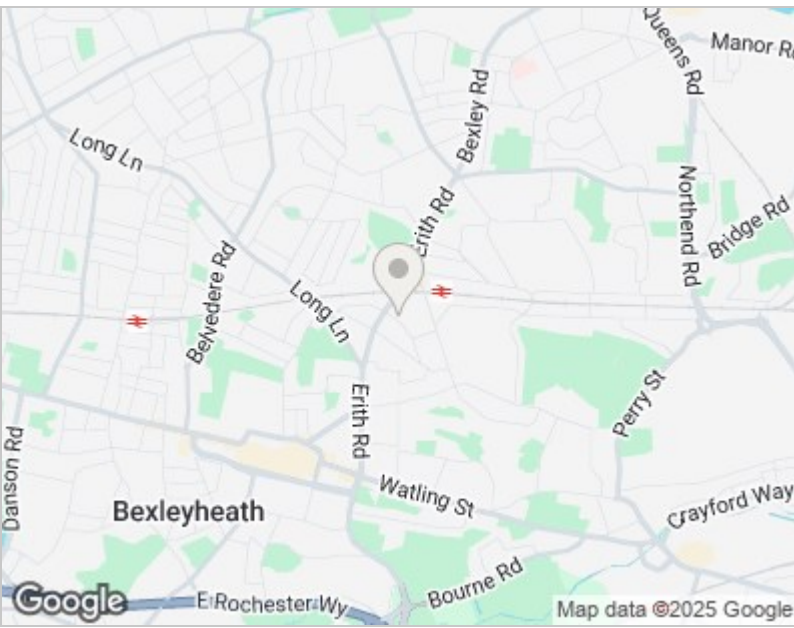 Queens Rd
Manor Rd
Bexley Rd
Long Ln
Northend Rd
Erith Rd
Bridge Rd
Belvedere Rd
Long Ln
Perry St
Erith Rd
Danson Rd
Watling St
Crayford Way
Bexleyheath
Bourne Rd
E Rochester Wy
Google
Map data ©2025 Google